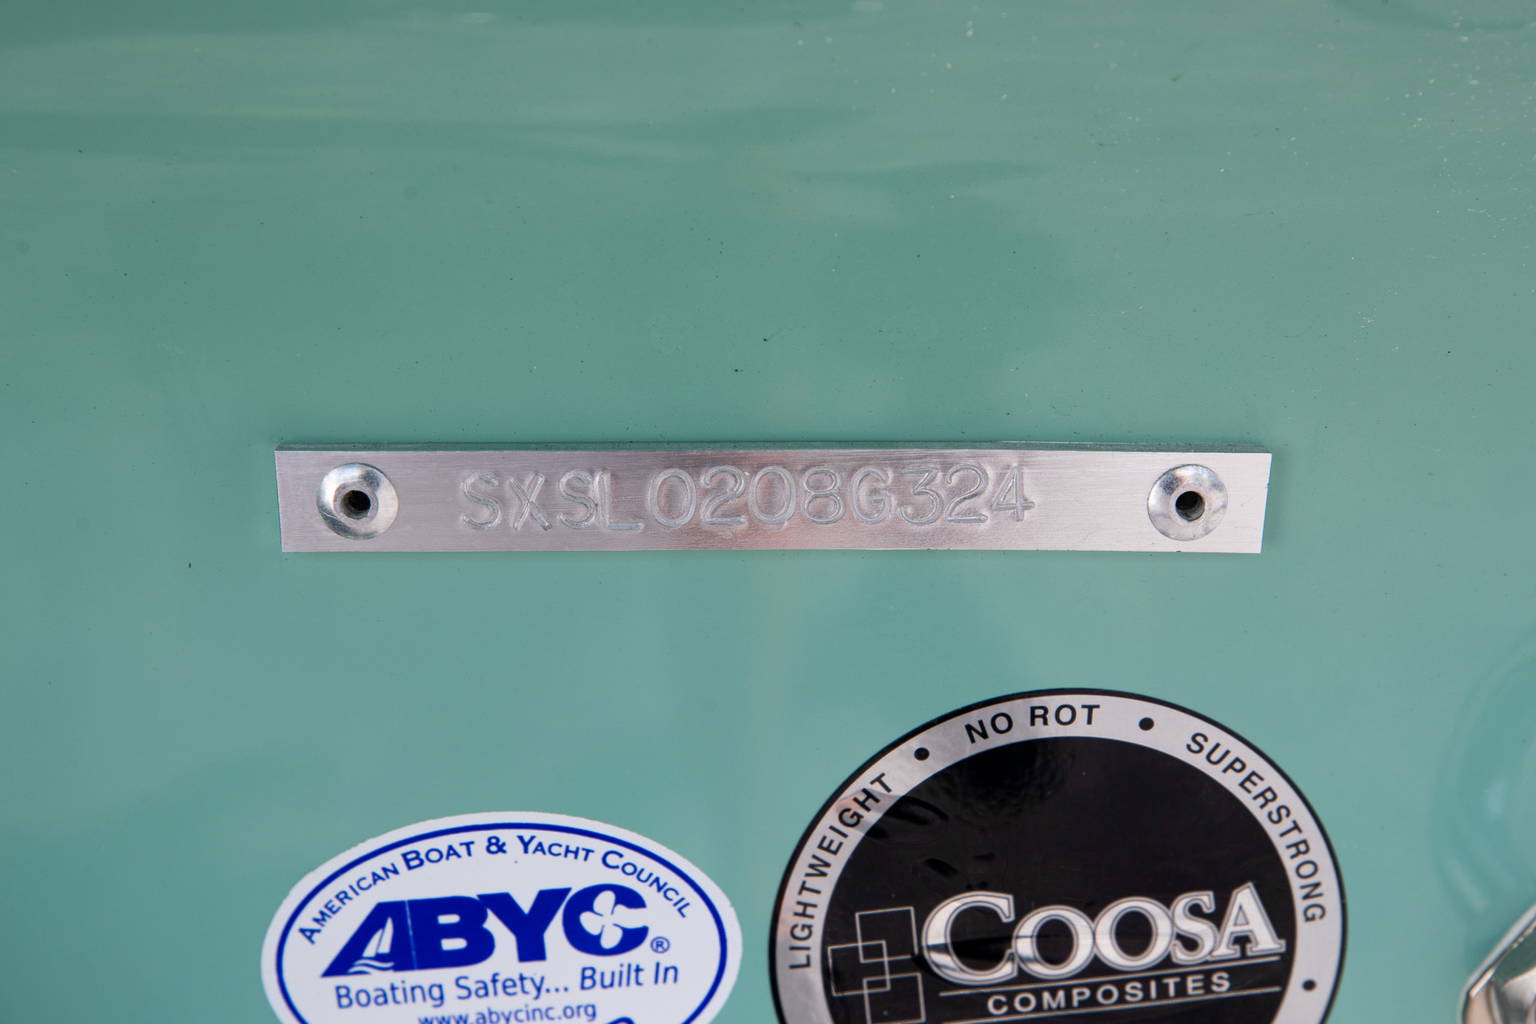 SXSL0208G324
LIGHTWEIGHT • NO ROT • SUPERSTRONG •
COOSA
COMPOSITES
AMERICAN BOAT & YACHT COUNCIL
ABYC®
Boating Safety... Built In
www.abycinc.org